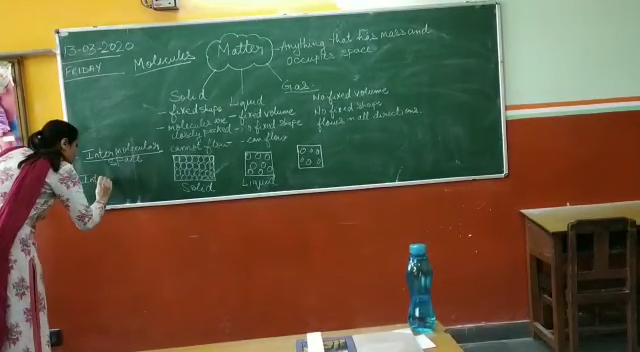 13-03-2020
FRIDAY
Molecules
Matter
- Anything that has mass and
occupies space
Solid
- fixed shape
- molecules are
closely packed
cannot flow
Liquid
- fixed volume
- no fixed shape
- can flow
Gas
No fixed volume
No fixed shape
flows in all directions.
Intermolecular
space
Int
Solid
Liquid